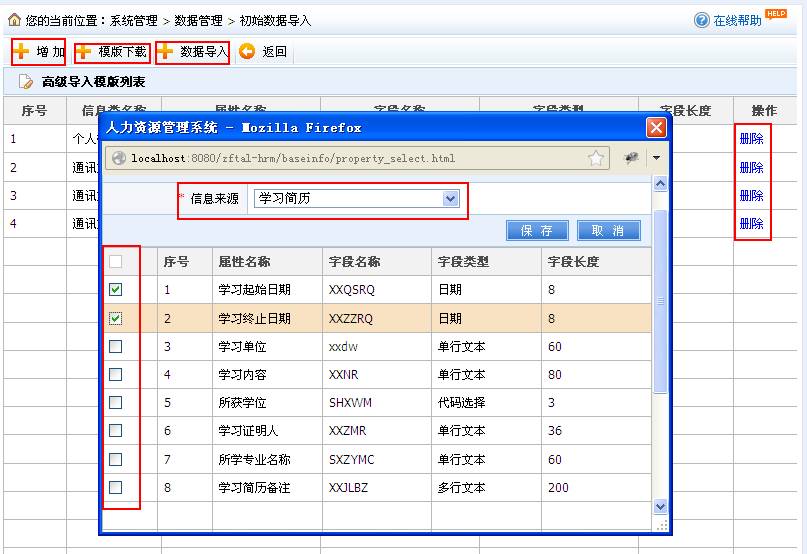 您的当前位置：系统管理 > 数据管理 > 初始数据导入
在线帮助 HELP
增 加 模版下载 数据导入 返回
高级导入模版列表
序号 信息类名称 属性名称 字段名称 字段类型 字段长度 操作
1 个人 删除
2 通讯 删除
3 通讯 删除
4 通讯 删除
人力资源管理系统 - Mozilla Firefox
localhost:8080/zftal-hrm/baseinfo/property_select.html
* 信息来源 学习简历
保 存 取 消
序号 属性名称 字段名称 字段类型 字段长度
1 学习起始日期 XXQSRQ 日期 8
2 学习终止日期 XXZZRQ 日期 8
3 学习单位 xxdw 单行文本 60
4 学习内容 XXNR 单行文本 80
5 所获学位 SHXWM 代码选择 3
6 学习证明人 XXZMR 单行文本 36
7 所学专业名称 SXZYMC 单行文本 60
8 学习简历备注 XXJLBZ 多行文本 200